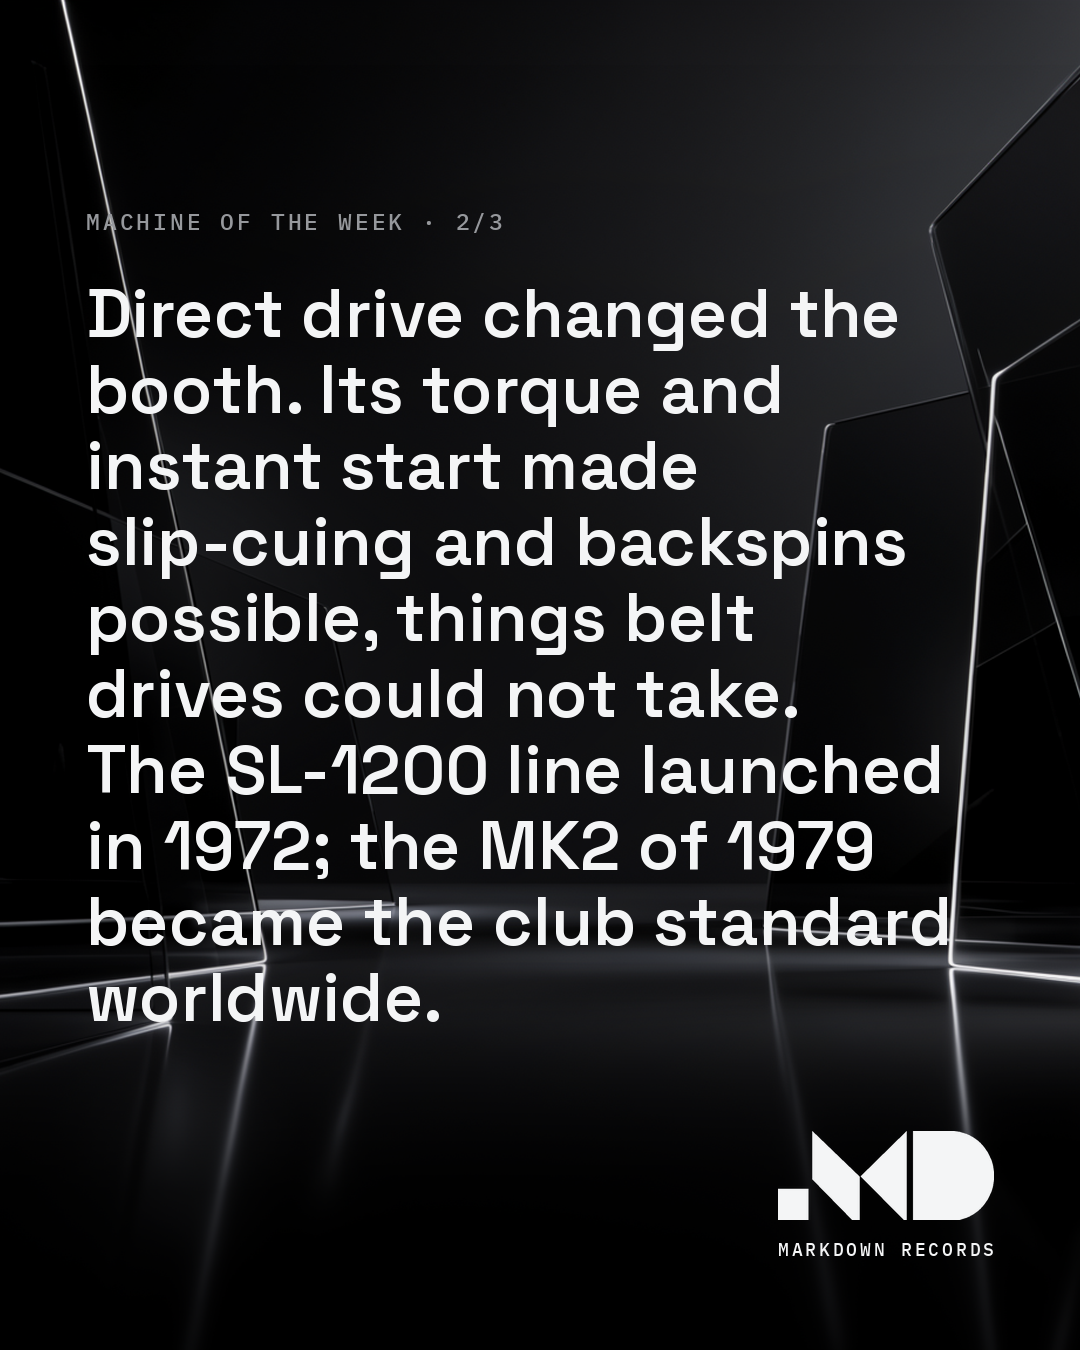 MACHINE OF THE WEEK · 2/3
Direct drive changed the
booth. Its torque and
instant start made
slip-cuing and backspins
possible, things belt
drives could not take.
The SL-1200 line launched
in 1972; the MK2 of 1979
became the club standard
worldwide.
.MD
MARKDOWN RECORDS